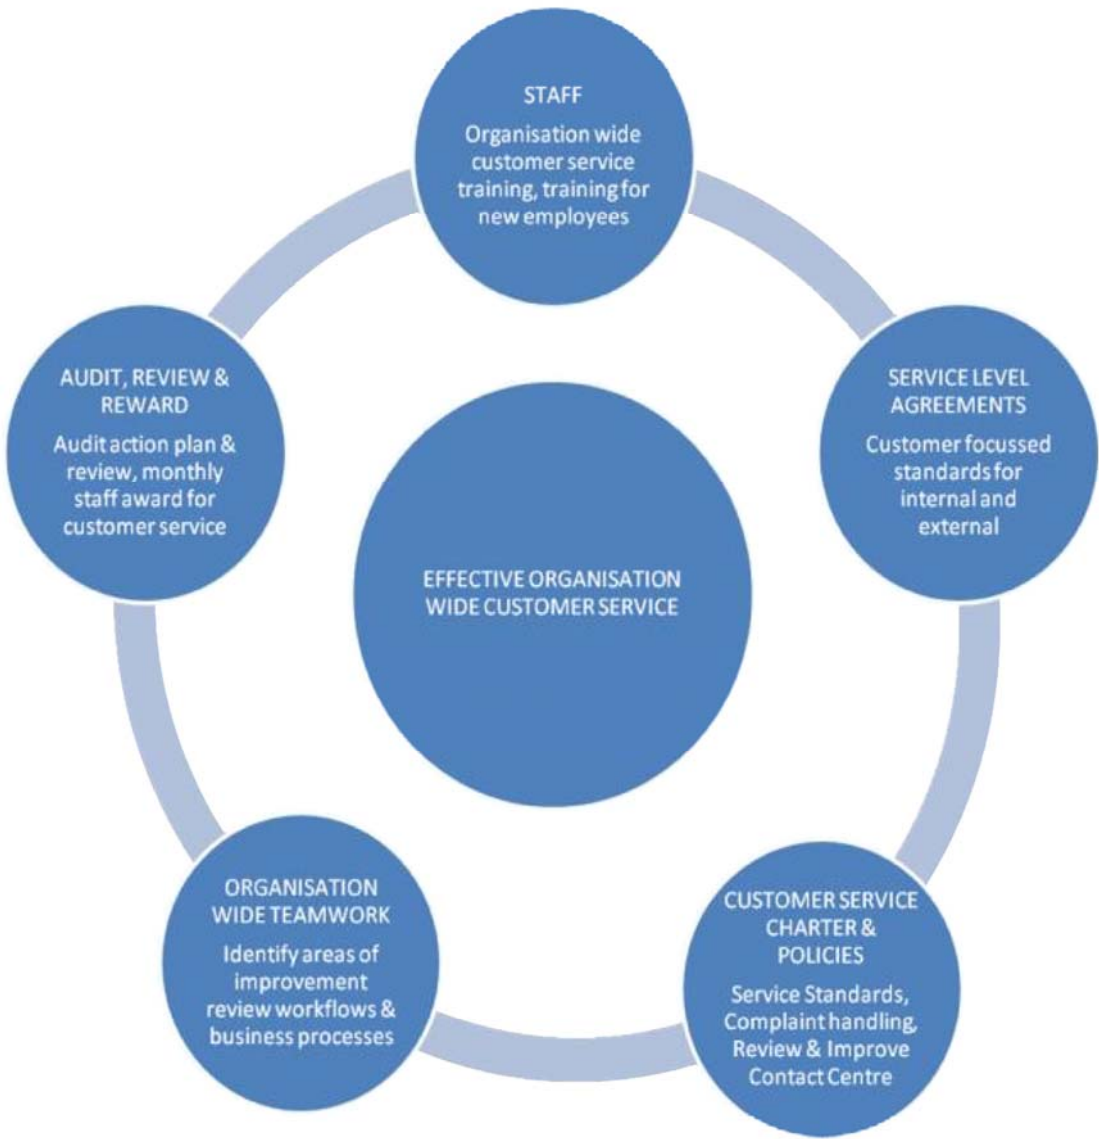 STAFF
Organisation wide
customer service
training, training for
new employees
SERVICE LEVEL
AGREEMENTS
Customer focussed
standards for
internal and
external
CUSTOMER SERVICE
CHARTER &
POLICIES
Service Standards,
Complaint handling,
Review & Improve
Contact Centre
ORGANISATION
WIDE TEAMWORK
Identify areas of
improvement
review workflows &
business processes
AUDIT, REVIEW &
REWARD
Audit action plan &
review, monthly
staff award for
customer service
EFFECTIVE ORGANISATION
WIDE CUSTOMER SERVICE